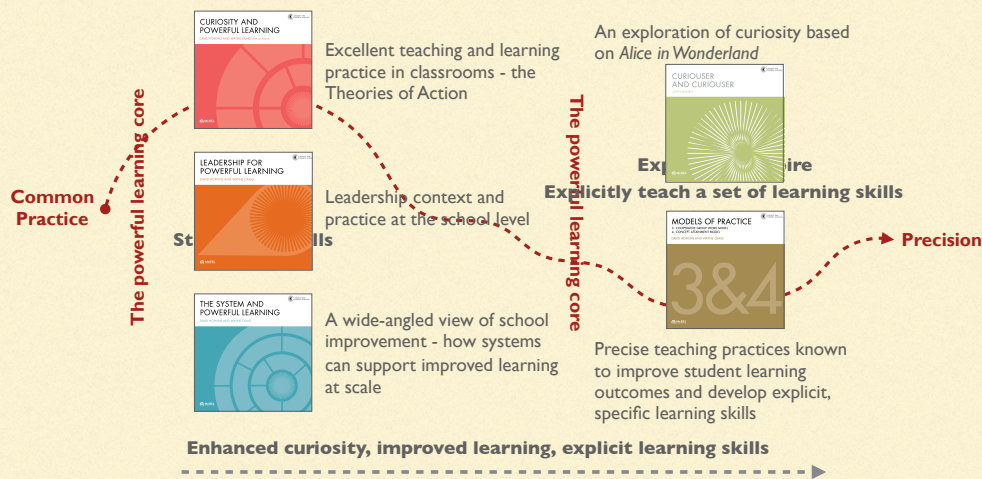 CURIOSITY AND
POWERFUL LEARNING
Excellent teaching and learning
practice in classrooms - the
Theories of Action
An exploration of curiosity based
on Alice in Wonderland
CURIOUSER
AND CURIOUSER
The powerful learning core
The powerful learning core
Common
Practice
LEADERSHIP FOR
POWERFUL LEARNING
Leadership context and
practice at the school level
Explicitly teach a set of learning skills
MODELS OF PRACTICE
3&4
Precision
THE SYSTEM AND
POWERFUL LEARNING
A wide-angled view of school
improvement - how systems
can support improved learning
at scale
Precise teaching practices known
to improve student learning
outcomes and develop explicit,
specific learning skills
Enhanced curiosity, improved learning, explicit learning skills